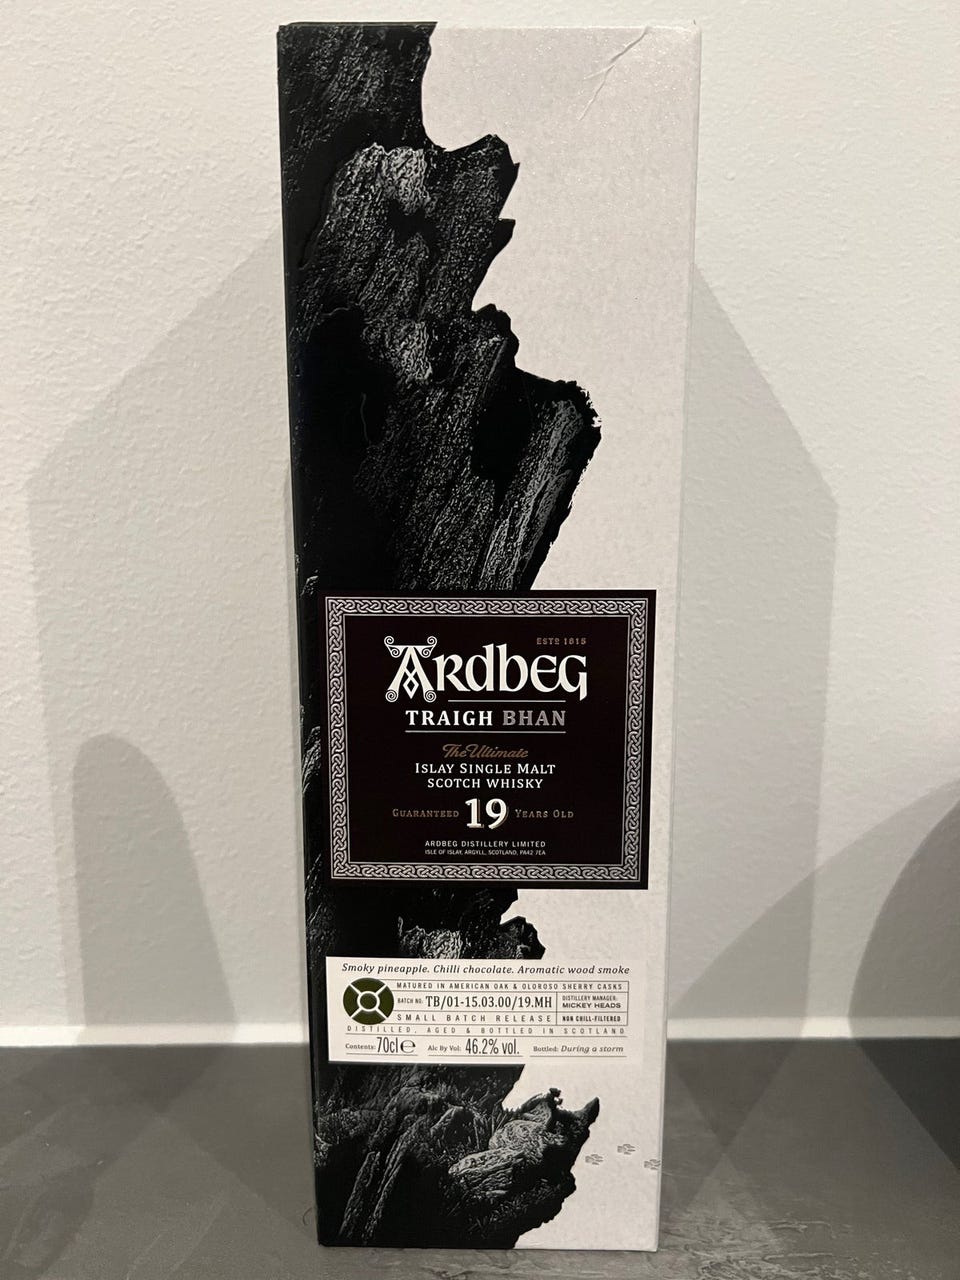 ESTD 1815
ARDBEG
TRAIGH BHAN
The Ultimate
ISLAY SINGLE MALT
SCOTCH WHISKY
GUARANTEED 19 YEARS OLD
ARDBEG DISTILLERY LIMITED
ISLE OF ISLAY, ARGYLL, SCOTLAND, PA42 7EA
Smoky pineapple. Chilli chocolate. Aromatic wood smoke
MATURED IN AMERICAN OAK & OLOROSO SHERRY CASKS
BATCH NO: TB/01-15.03.00/19.MH
DISTILLERY MANAGER:
MICKEY HEADS
SMALL BATCH RELEASE
NON CHILL-FILTERED
DISTILLED, AGED & BOTTLED IN SCOTLAND
Contents: 70cl e Alc By Vol: 46.2% vol. Bottled: During a storm